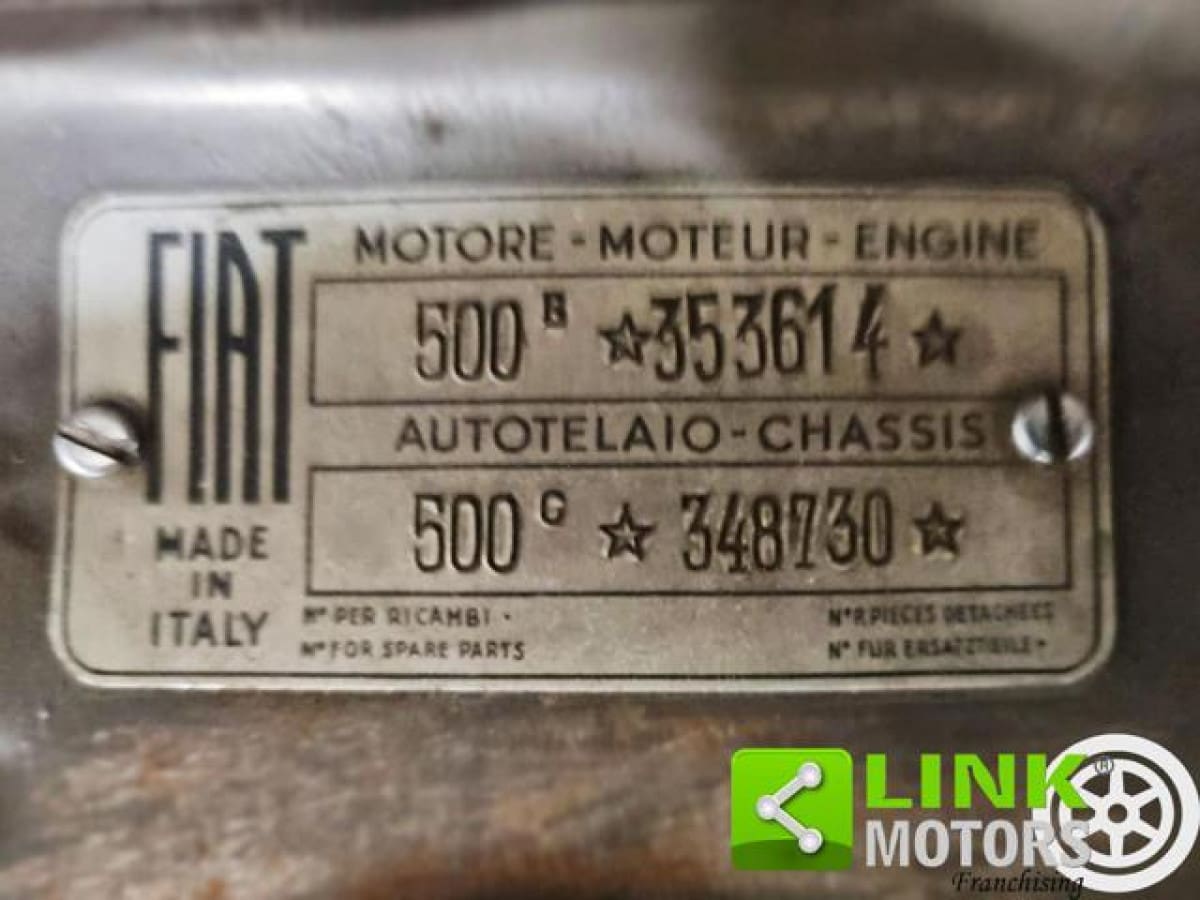 FIAT
MADE
IN
ITALY
MOTORE - MOTEUR - ENGINE
500 B ☆353614☆
AUTOTELAIO - CHASSIS
500 G ☆ 348730 ☆
Nº PER RICAMBI -
Nº FOR SPARE PARTS
Nº P. PIECES DETACHEES
Nº FUR ERSATZTEILE -
LINK
MOTORS
Franchising